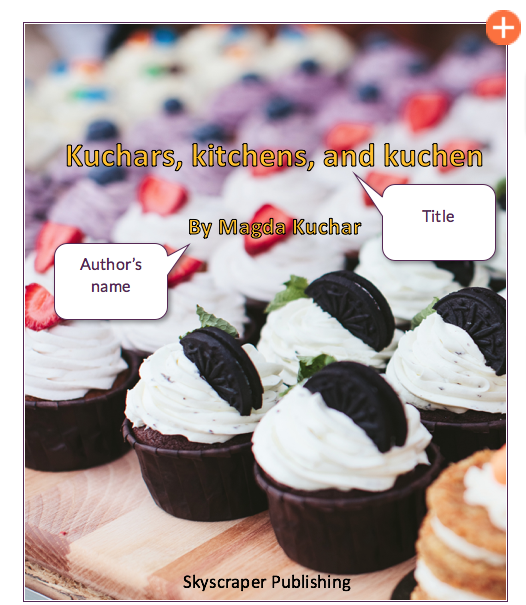 Kuchars, kitchens, and kuchen
Title
By Magda Kuchar
Author's
name
Skyscraper Publishing